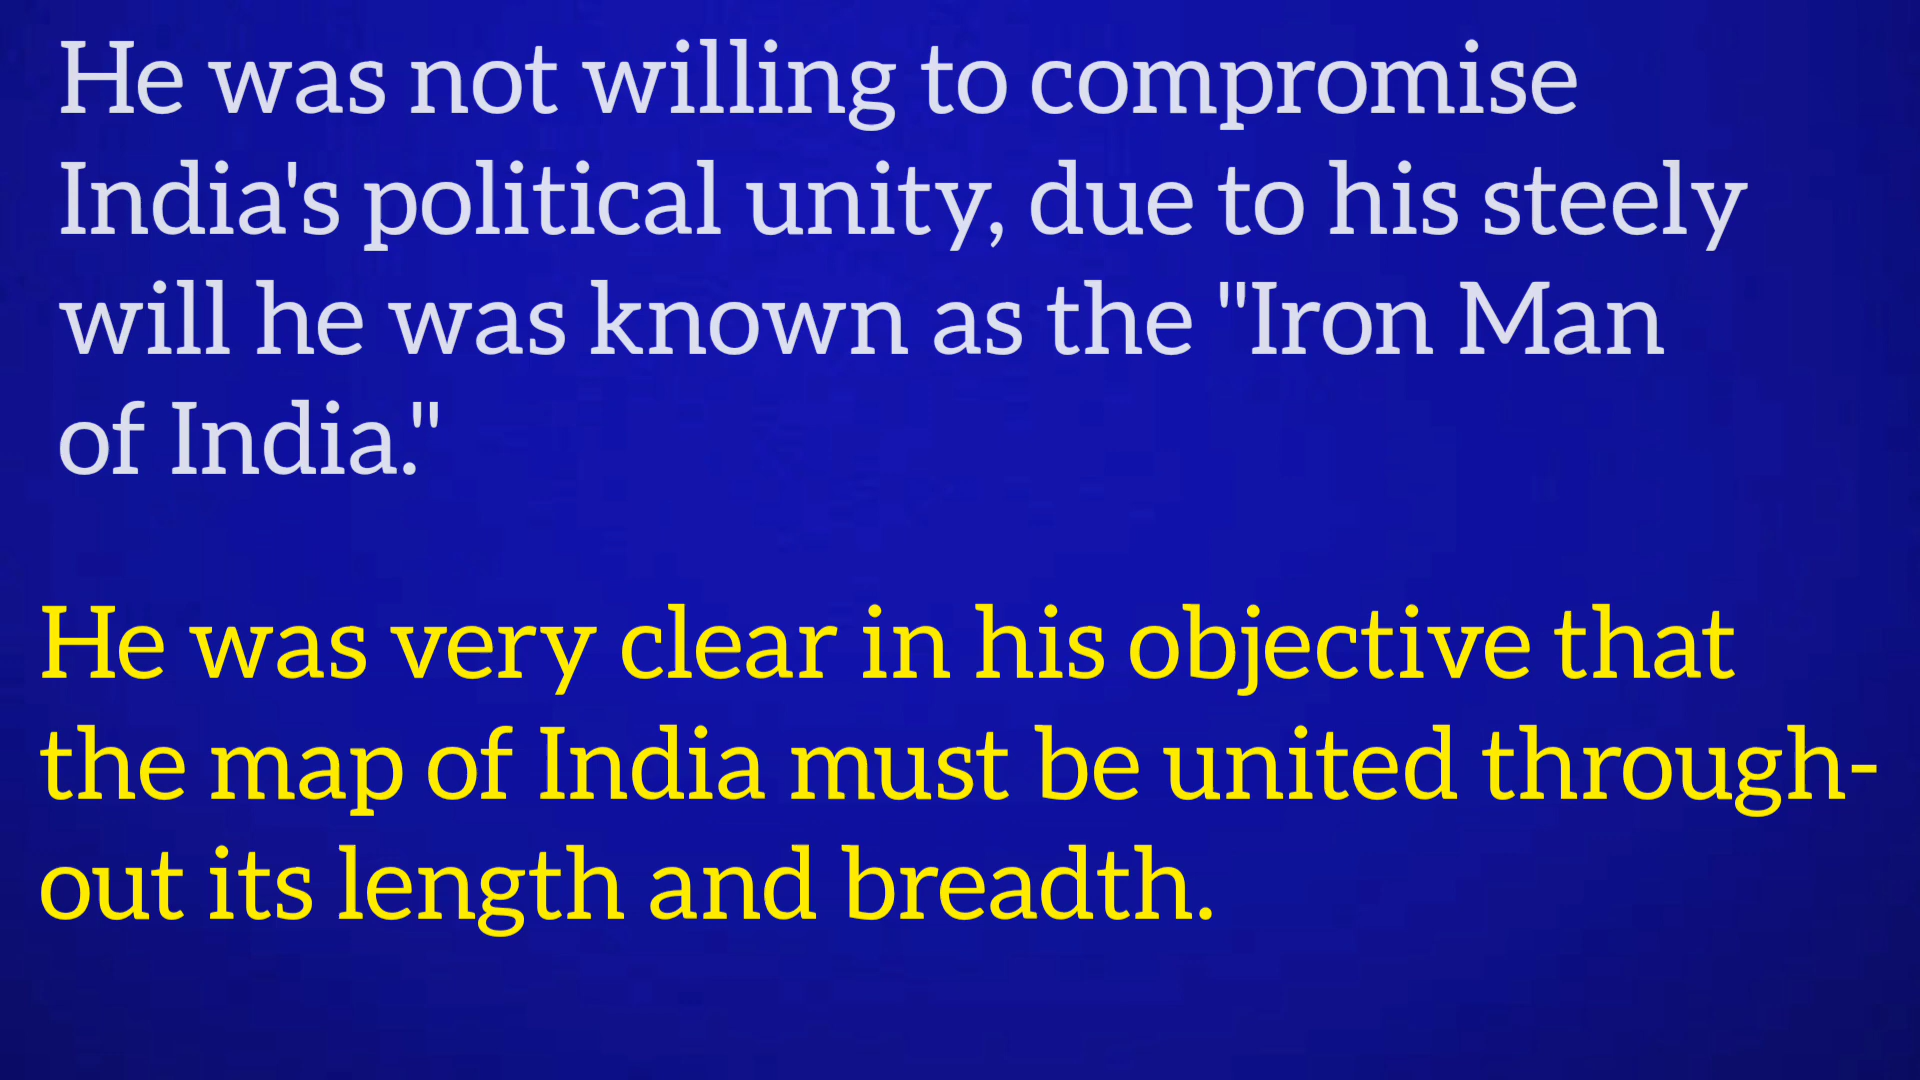 He was not willing to compromise
India's political unity, due to his steely
will he was known as the "Iron Man
of India."
He was very clear in his objective that
the map of India must be united through-
out its length and breadth.